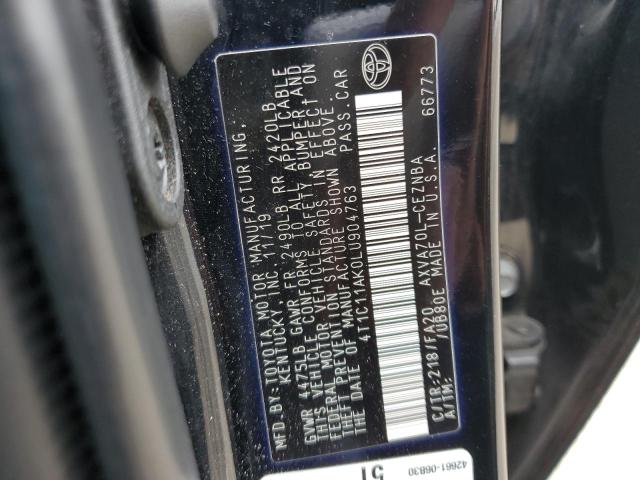 MFD. BY: TOYOTA MOTOR MANUFACTURING,
KENTUCKY, INC. 11/19
GVWR 4475LB GAWR FR 2490LB RR 2420LB
THIS VEHICLE CONFORMS TO ALL APPLICABLE
FEDERAL MOTOR VEHICLE SAFETY, BUMPER, AND
THEFT PREVENTION STANDARDS IN EFFECT ON
THE DATE OF MANUFACTURE SHOWN ABOVE.
4T1C11AK0LU904763 PASS. CAR
C/TR: 218/FA20 AXVA70L-CEZNBA
A/TM: /UB80E MADE IN U.S.A. 66773
42661-06B30
51